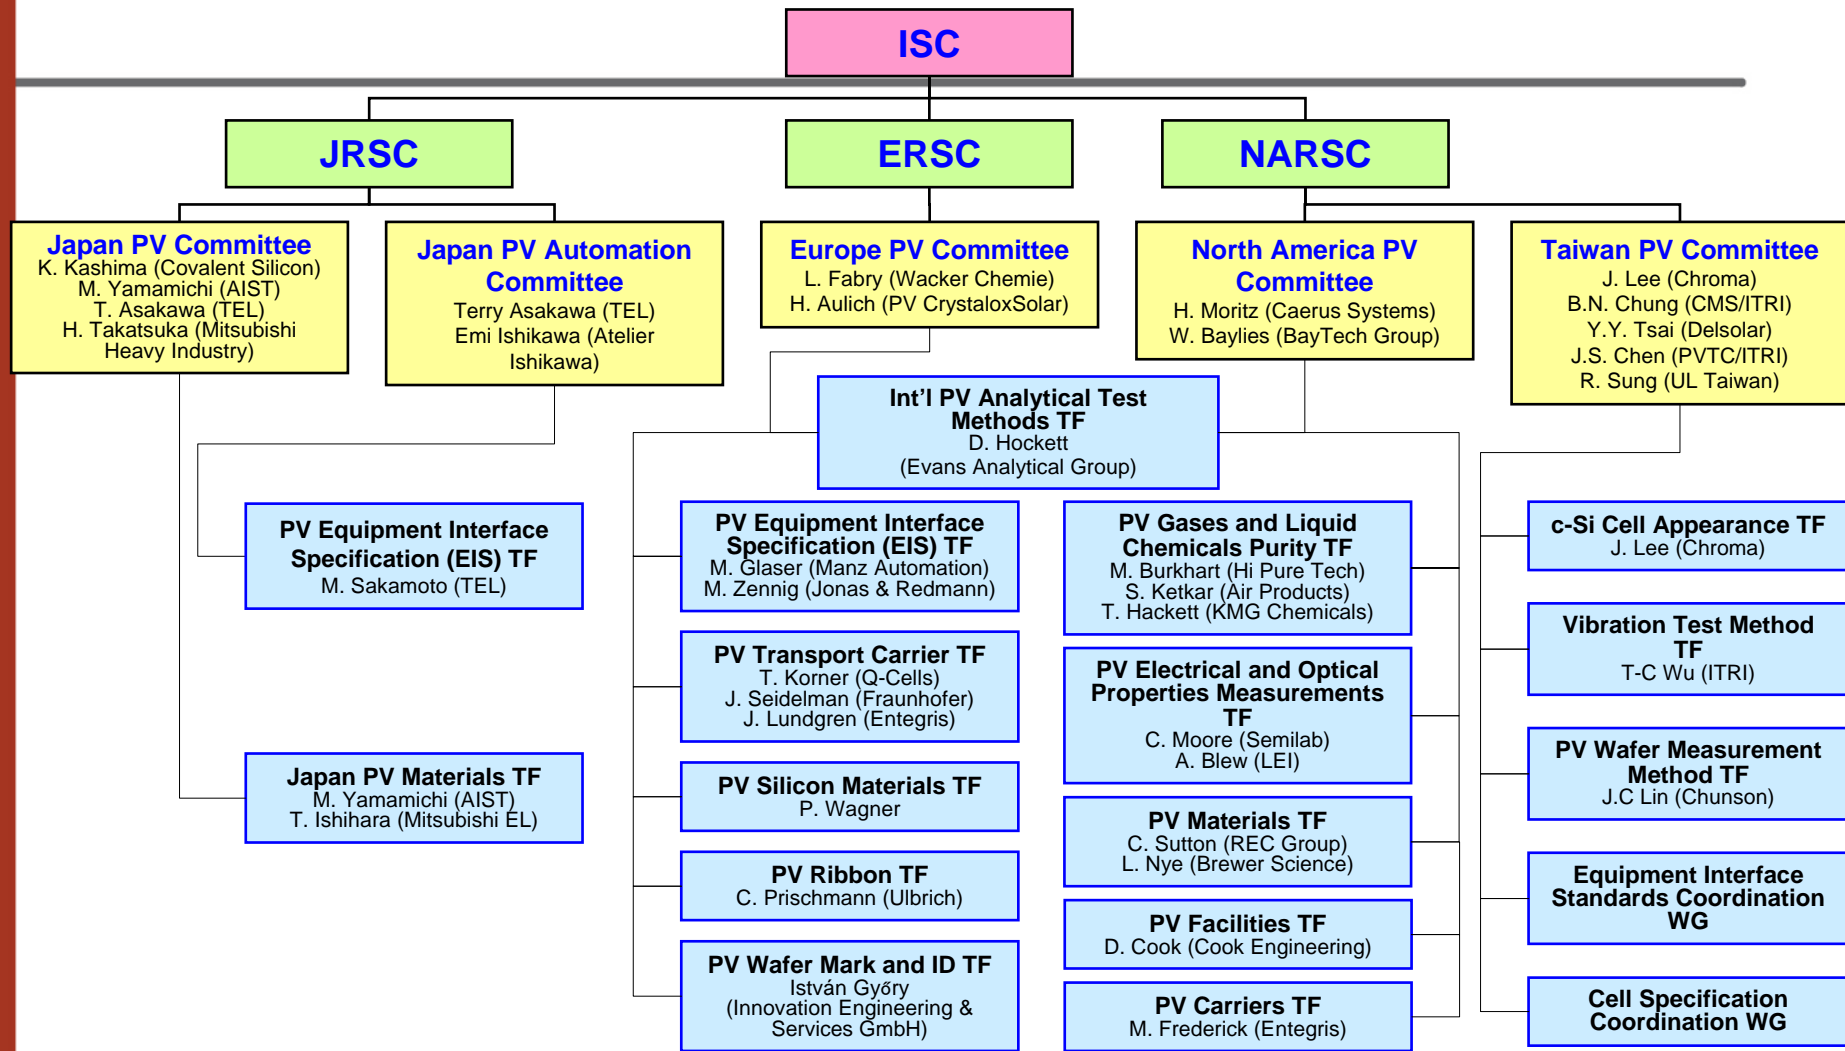 ISC
JRSC
ERSC
NARSC
Japan PV Committee
K. Kashima (Covalent Silicon)
M. Yamamichi (AIST)
T. Asakawa (TEL)
H. Takatsuka (Mitsubishi
Heavy Industry)
Japan PV Automation
Committee
Terry Asakawa (TEL)
Emi Ishikawa (Atelier
Ishikawa)
Europe PV Committee
L. Fabry (Wacker Chemie)
H. Aulich (PV CrystaloxSolar)
North America PV
Committee
H. Moritz (Caerus Systems)
W. Baylies (BayTech Group)
Taiwan PV Committee
J. Lee (Chroma)
B.N. Chung (CMS/ITRI)
Y.Y. Tsai (Delsolar)
J.S. Chen (PVTC/ITRI)
R. Sung (UL Taiwan)
Int’l PV Analytical Test
Methods TF
D. Hockett
(Evans Analytical Group)
PV Equipment Interface
Specification (EIS) TF
M. Sakamoto (TEL)
Japan PV Materials TF
M. Yamamichi (AIST)
T. Ishihara (Mitsubishi EL)
PV Equipment Interface
Specification (EIS) TF
M. Glaser (Manz Automation)
M. Zennig (Jonas & Redmann)
PV Transport Carrier TF
T. Korner (Q-Cells)
J. Seidelman (Fraunhofer)
J. Lundgren (Entegris)
PV Silicon Materials TF
P. Wagner
PV Ribbon TF
C. Prischmann (Ulbrich)
PV Wafer Mark and ID TF
István Győry
(Innovation Engineering &
Services GmbH)
PV Gases and Liquid
Chemicals Purity TF
M. Burkhart (Hi Pure Tech)
S. Ketkar (Air Products)
T. Hackett (KMG Chemicals)
PV Electrical and Optical
Properties Measurements
TF
C. Moore (Semilab)
A. Blew (LEI)
PV Materials TF
C. Sutton (REC Group)
L. Nye (Brewer Science)
PV Facilities TF
D. Cook (Cook Engineering)
PV Carriers TF
M. Frederick (Entegris)
c-Si Cell Appearance TF
J. Lee (Chroma)
Vibration Test Method
TF
T-C Wu (ITRI)
PV Wafer Measurement
Method TF
J.C Lin (Chunson)
Equipment Interface
Standards Coordination
WG
Cell Specification
Coordination WG